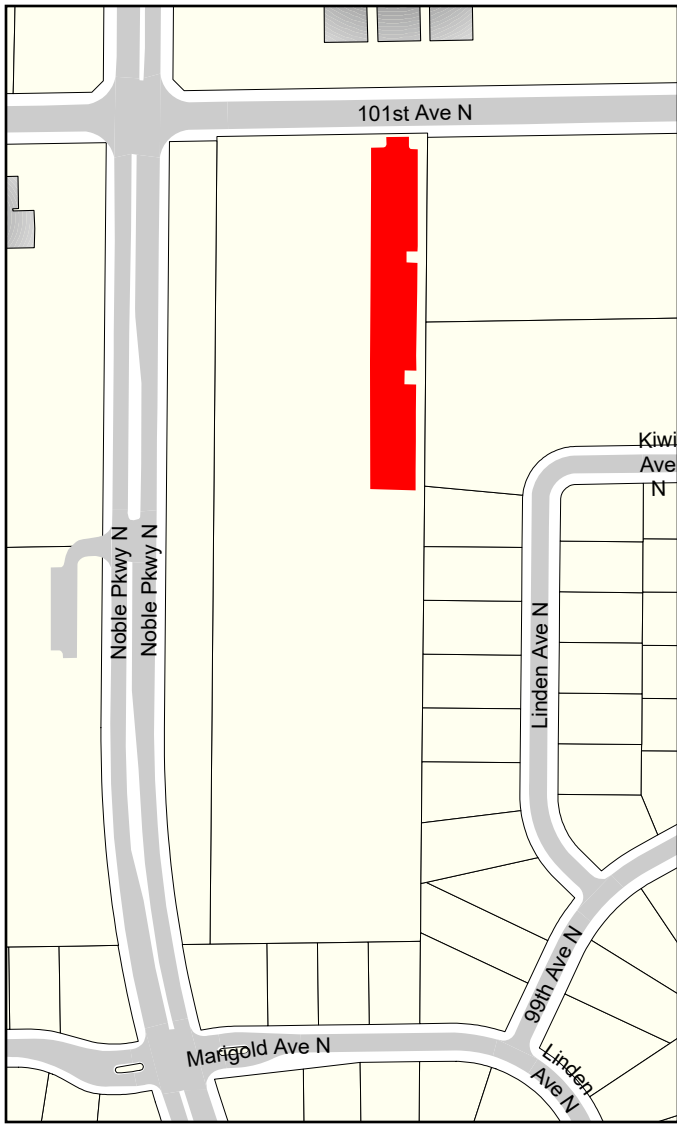 101st Ave N
Kiwi
Ave
N
Noble Pkwy N
Noble Pkwy N
Linden Ave N
99th Ave N
Marigold Ave N
Linden
Ave N